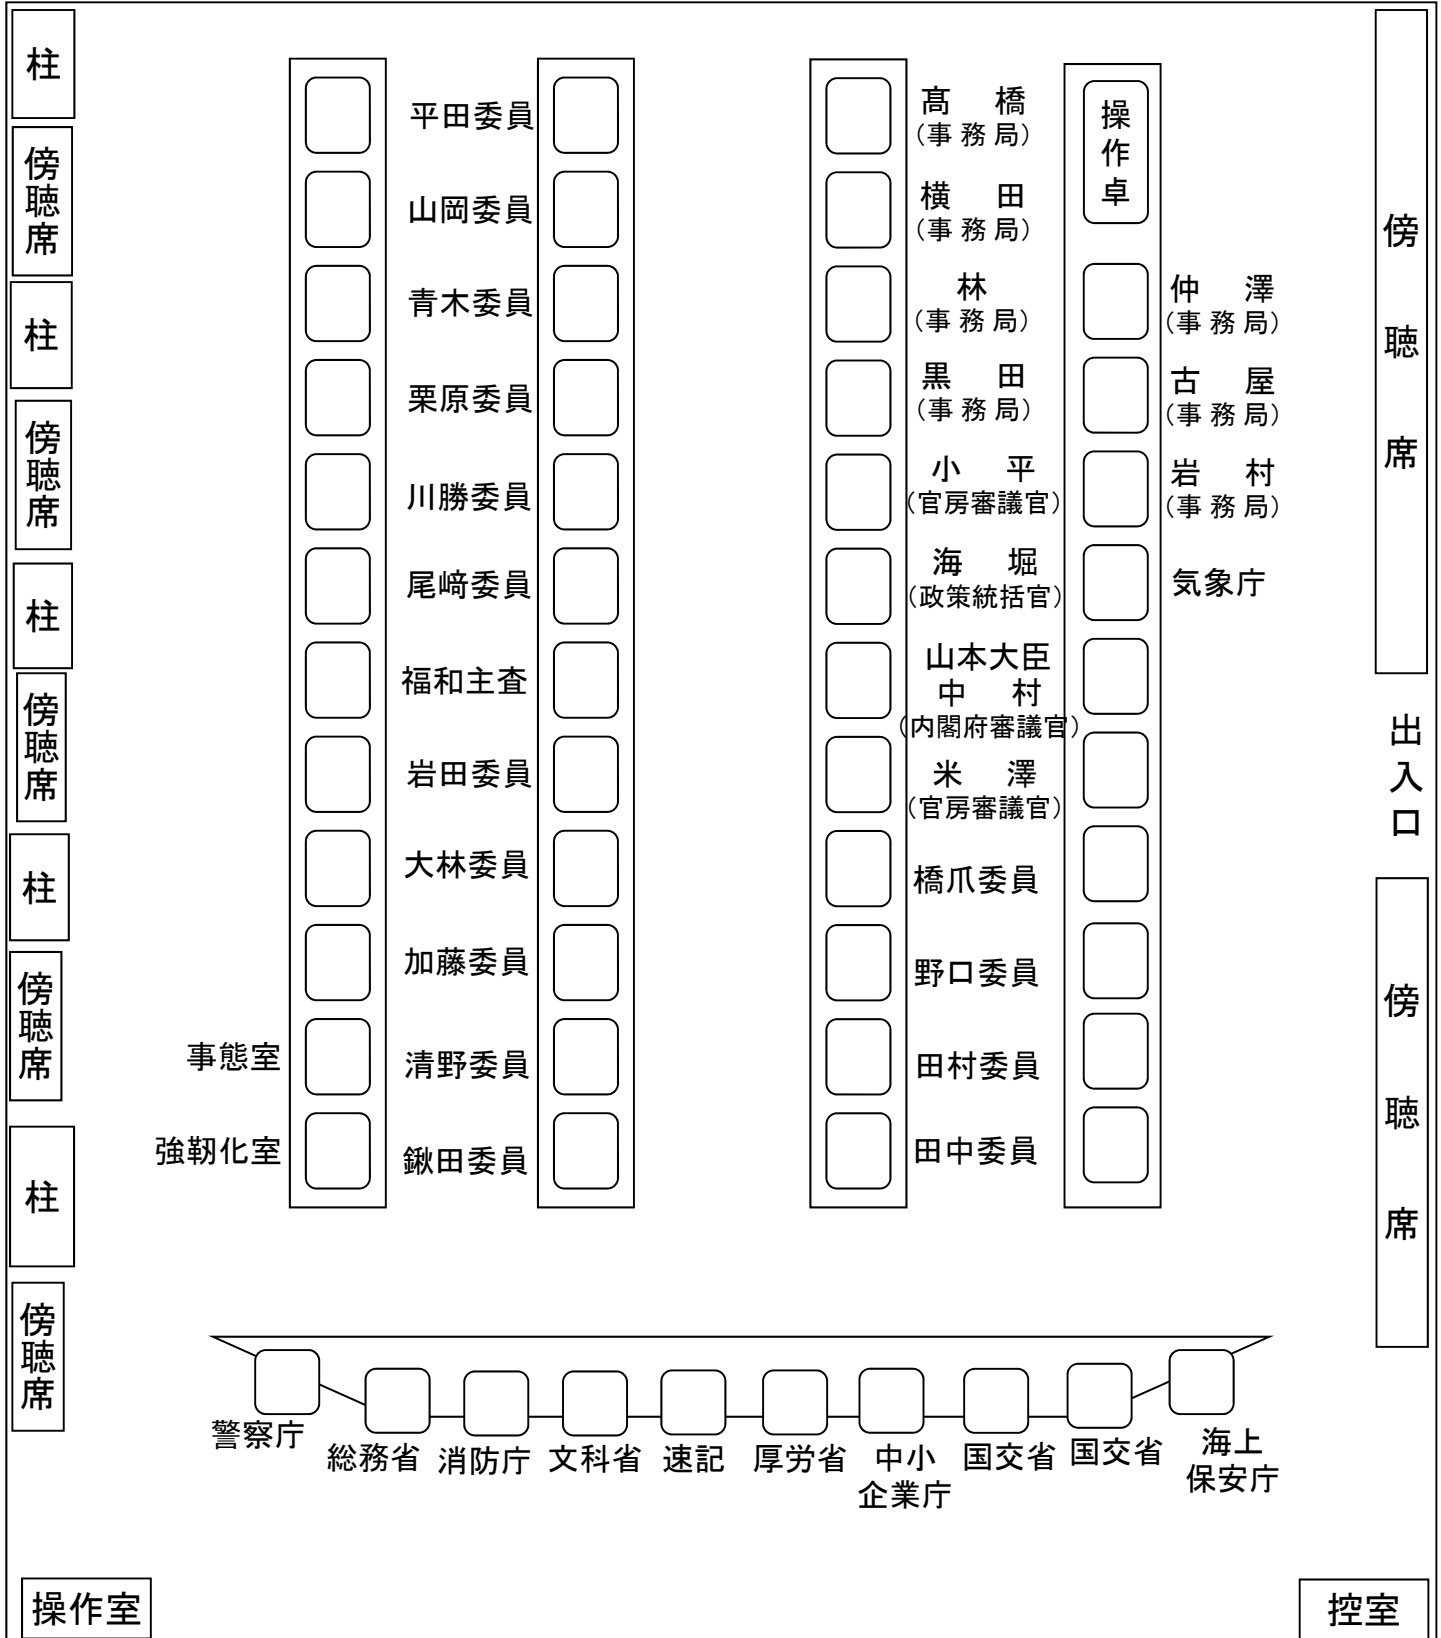 柱
傍聴席
柱
傍聴席
柱
傍聴席
柱
傍聴席
柱
傍聴席
事態室
強靱化室
平田委員
山岡委員
青木委員
栗原委員
川勝委員
尾﨑委員
福和主査
岩田委員
大林委員
加藤委員
清野委員
鍬田委員
髙 橋
(事務局)
横 田
(事務局)
林
(事務局)
黒 田
(事務局)
小 平
(官房審議官)
海 堀
(政策統括官)
山本大臣
中 村
(内閣府審議官)
米 澤
(官房審議官)
橋爪委員
野口委員
田村委員
田中委員
操作卓
仲 澤
(事務局)
古 屋
(事務局)
岩 村
(事務局)
気象庁
傍聴席
出入口
傍聴席
警察庁
総務省
消防庁
文科省
速記
厚労省
中小
企業庁
国交省
国交省
海上
保安庁
操作室
控室